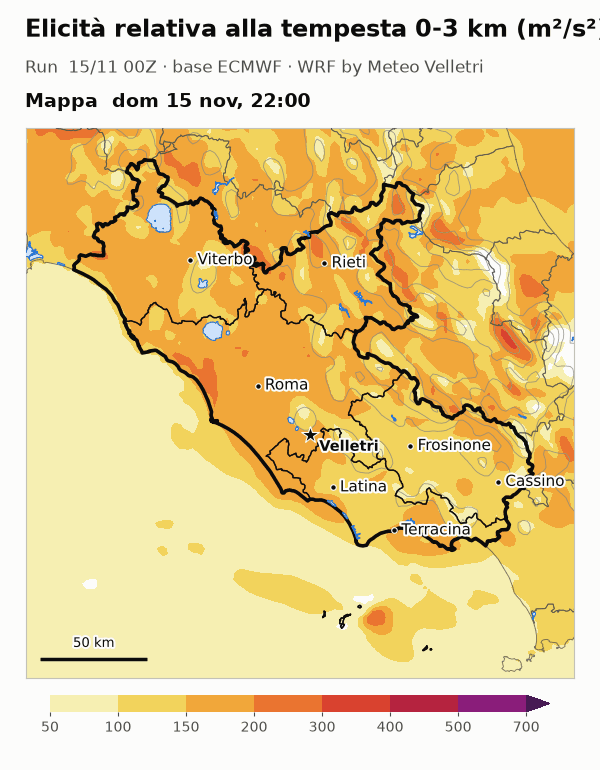 Elicità relativa alla tempesta 0-3 km (m²/s²)
Run  15/11 00Z · base ECMWF · WRF by Meteo Velletri
Mappa  dom 15 nov, 22:00
Viterbo
Rieti
Roma
Velletri
Frosinone
Latina
Cassino
Terracina
50 km
50 100 150 200 300 400 500 700